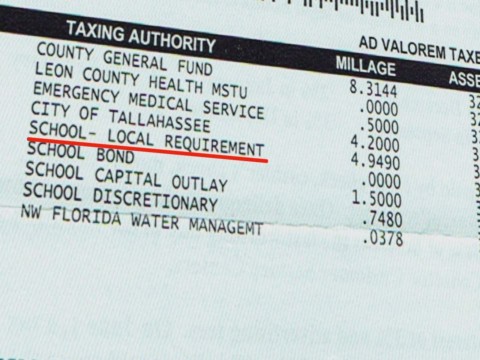 TAXING AUTHORITY
AD VALOREM TAXE
MILLAGE
ASSE
COUNTY GENERAL FUND 8.3144
LEON COUNTY HEALTH MSTU .0000
EMERGENCY MEDICAL SERVICE .5000
CITY OF TALLAHASSEE 4.2000
SCHOOL- LOCAL REQUIREMENT 4.9490
SCHOOL BOND .0000
SCHOOL CAPITAL OUTLAY 1.5000
SCHOOL DISCRETIONARY .7480
NW FLORIDA WATER MANAGEMT .0378